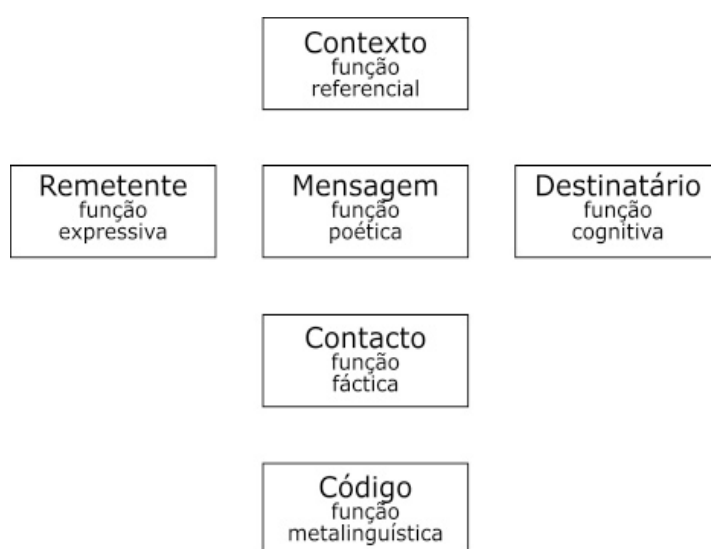 Contexto
função
referencial
Remetente
função
expressiva
Mensagem
função
poética
Destinatário
função
cognitiva
Contacto
função
fáctica
Código
função
metalinguística